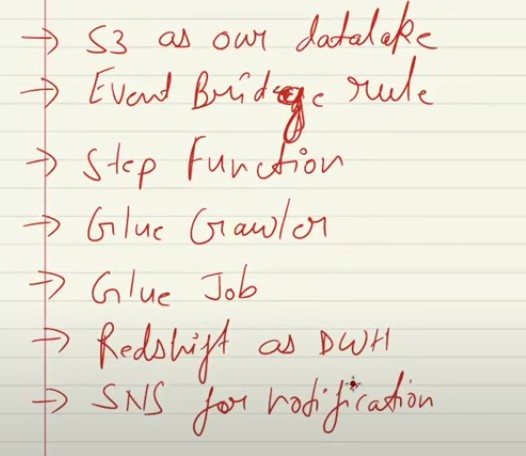 → S3 as our datalake
→ Event Bridge rule
→ Step Function
→ Glue Crawler
→ Glue Job
→ Redshift as DWH
→ SNS for notification